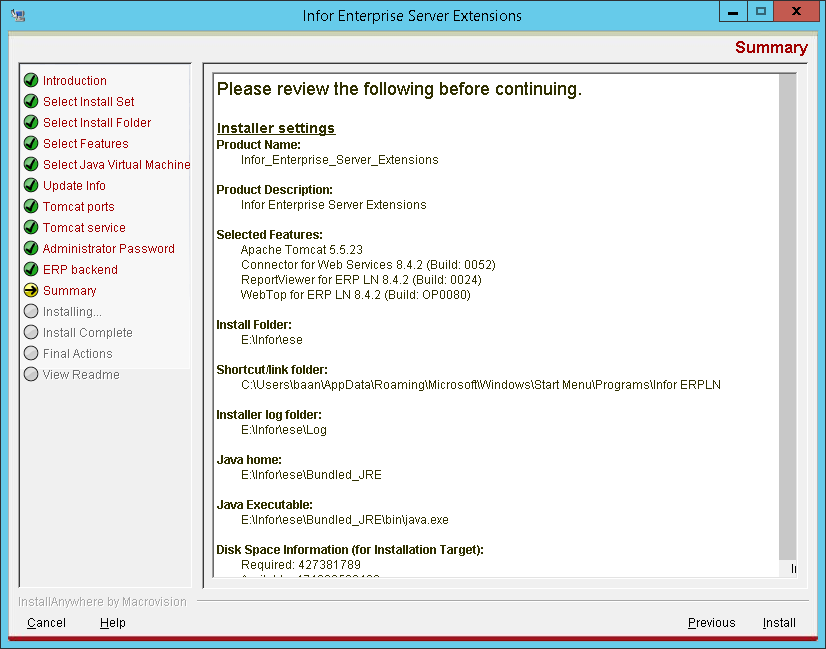 Infor Enterprise Server Extensions
Summary
Introduction
Select Install Set
Select Install Folder
Select Features
Select Java Virtual Machine
Update Info
Tomcat ports
Tomcat service
Administrator Password
ERP backend
Summary
Installing...
Install Complete
Final Actions
View Readme
Please review the following before continuing.
Installer settings
Product Name:
Infor_Enterprise_Server_Extensions
Product Description:
Infor Enterprise Server Extensions
Selected Features:
Apache Tomcat 5.5.23
Connector for Web Services 8.4.2 (Build: 0052)
ReportViewer for ERP LN 8.4.2 (Build: 0024)
WebTop for ERP LN 8.4.2 (Build: OP0080)
Install Folder:
E:\Infor\ese
Shortcut/link folder:
C:\Users\baan\AppData\Roaming\Microsoft\Windows\Start Menu\Programs\Infor ERPLN
Installer log folder:
E:\Infor\ese\Log
Java home:
E:\Infor\ese\Bundled_JRE
Java Executable:
E:\Infor\ese\Bundled_JRE\bin\java.exe
Disk Space Information (for Installation Target):
Required: 427381789
InstallAnywhere by Macrovision
Cancel
Help
Previous
Install